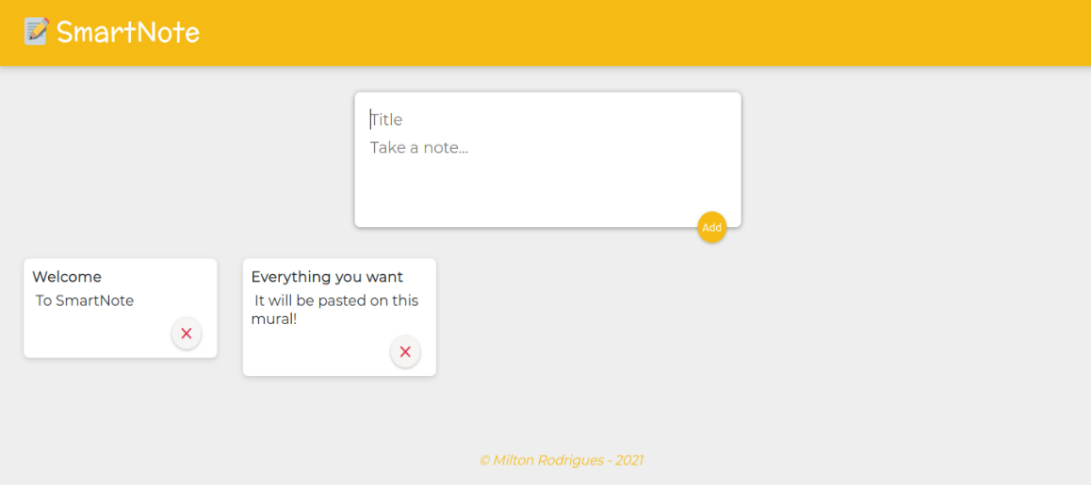 SmartNote
Title
Take a note...
Add
Welcome
To SmartNote
Everything you want
It will be pasted on this
mural!
© Milton Rodrigues - 2021